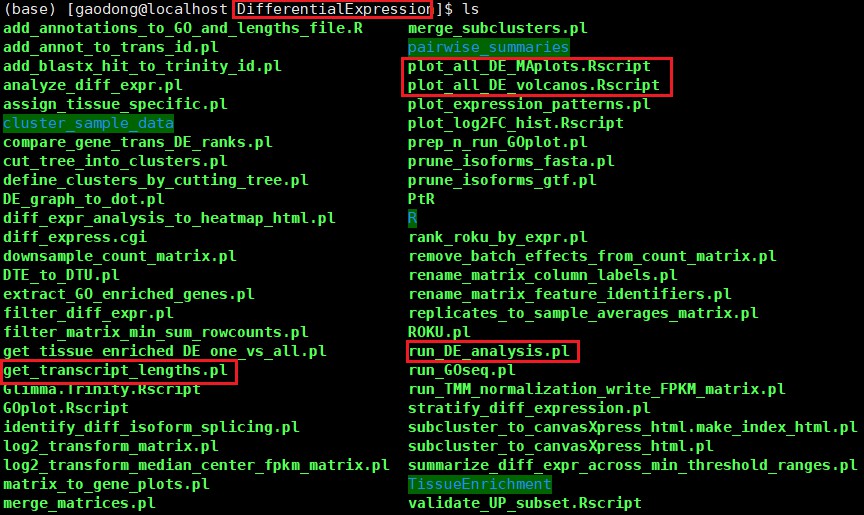 (base) [gaodong@localhost DifferentialExpression]$ ls
add_annotations_to_GO_and_lengths_file.R merge_subclusters.pl
add_annot_to_trans_id.pl pairwise_summaries
add_blastx_hit_to_trinity_id.pl plot_all_DE_MAplots.Rscript
analyze_diff_expr.pl plot_all_DE_volcanos.Rscript
assign_tissue_specific.pl plot_expression_patterns.pl
cluster_sample_data plot_log2FC_hist.Rscript
compare_gene_trans_DE_ranks.pl prep_n_run_GOplot.pl
cut_tree_into_clusters.pl prune_isoforms_fasta.pl
define_clusters_by_cutting_tree.pl prune_isoforms_gtf.pl
DE_graph_to_dot.pl PtR
diff_expr_analysis_to_heatmap_html.pl R
diff_express.cgi rank_roku_by_expr.pl
downsample_count_matrix.pl remove_batch_effects_from_count_matrix.pl
DTE_to_DTU.pl rename_matrix_column_labels.pl
extract_GO_enriched_genes.pl rename_matrix_feature_identifiers.pl
filter_diff_expr.pl replicates_to_sample_averages_matrix.pl
filter_matrix_min_sum_rowcounts.pl ROKU.pl
get_tissue_enriched_DE_one_vs_all.pl run_DE_analysis.pl
get_transcript_lengths.pl run_GOseq.pl
Glimma.Trinity.Rscript run_TMM_normalization_write_FPKM_matrix.pl
GOplot.Rscript stratify_diff_expression.pl
identify_diff_isoform_splicing.pl subcluster_to_canvasXpress_html.make_index_html.pl
log2_transform_matrix.pl subcluster_to_canvasXpress_html.pl
log2_transform_median_center_fpkm_matrix.pl summarize_diff_expr_across_min_threshold_ranges.pl
matrix_to_gene_plots.pl TissueEnrichment
merge_matrices.pl validate_UP_subset.Rscript